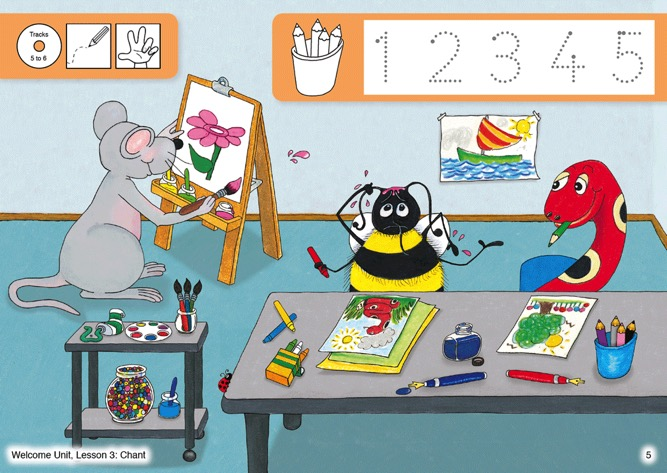 Tracks
5 to 6
1 2 3 4 5
Welcome Unit, Lesson 3: Chant
5